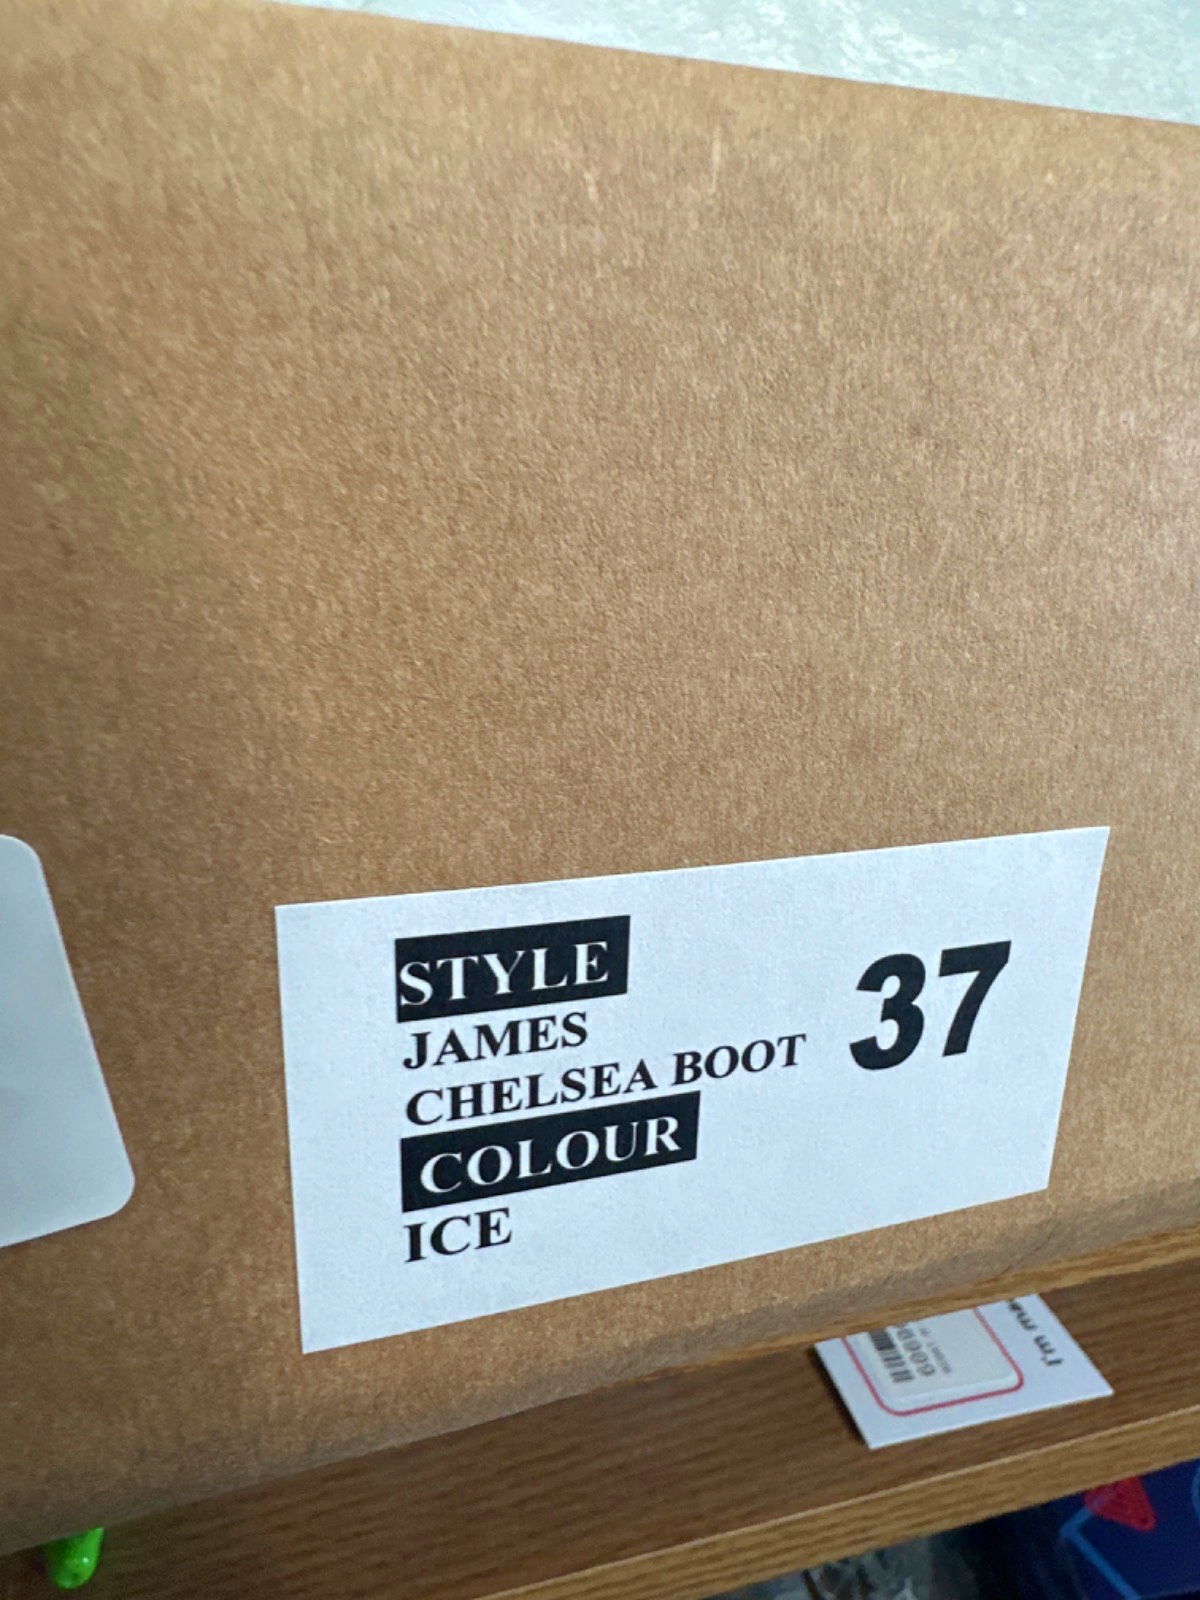 STYLE
JAMES
CHELSEA BOOT
37
COLOUR
ICE
I'm